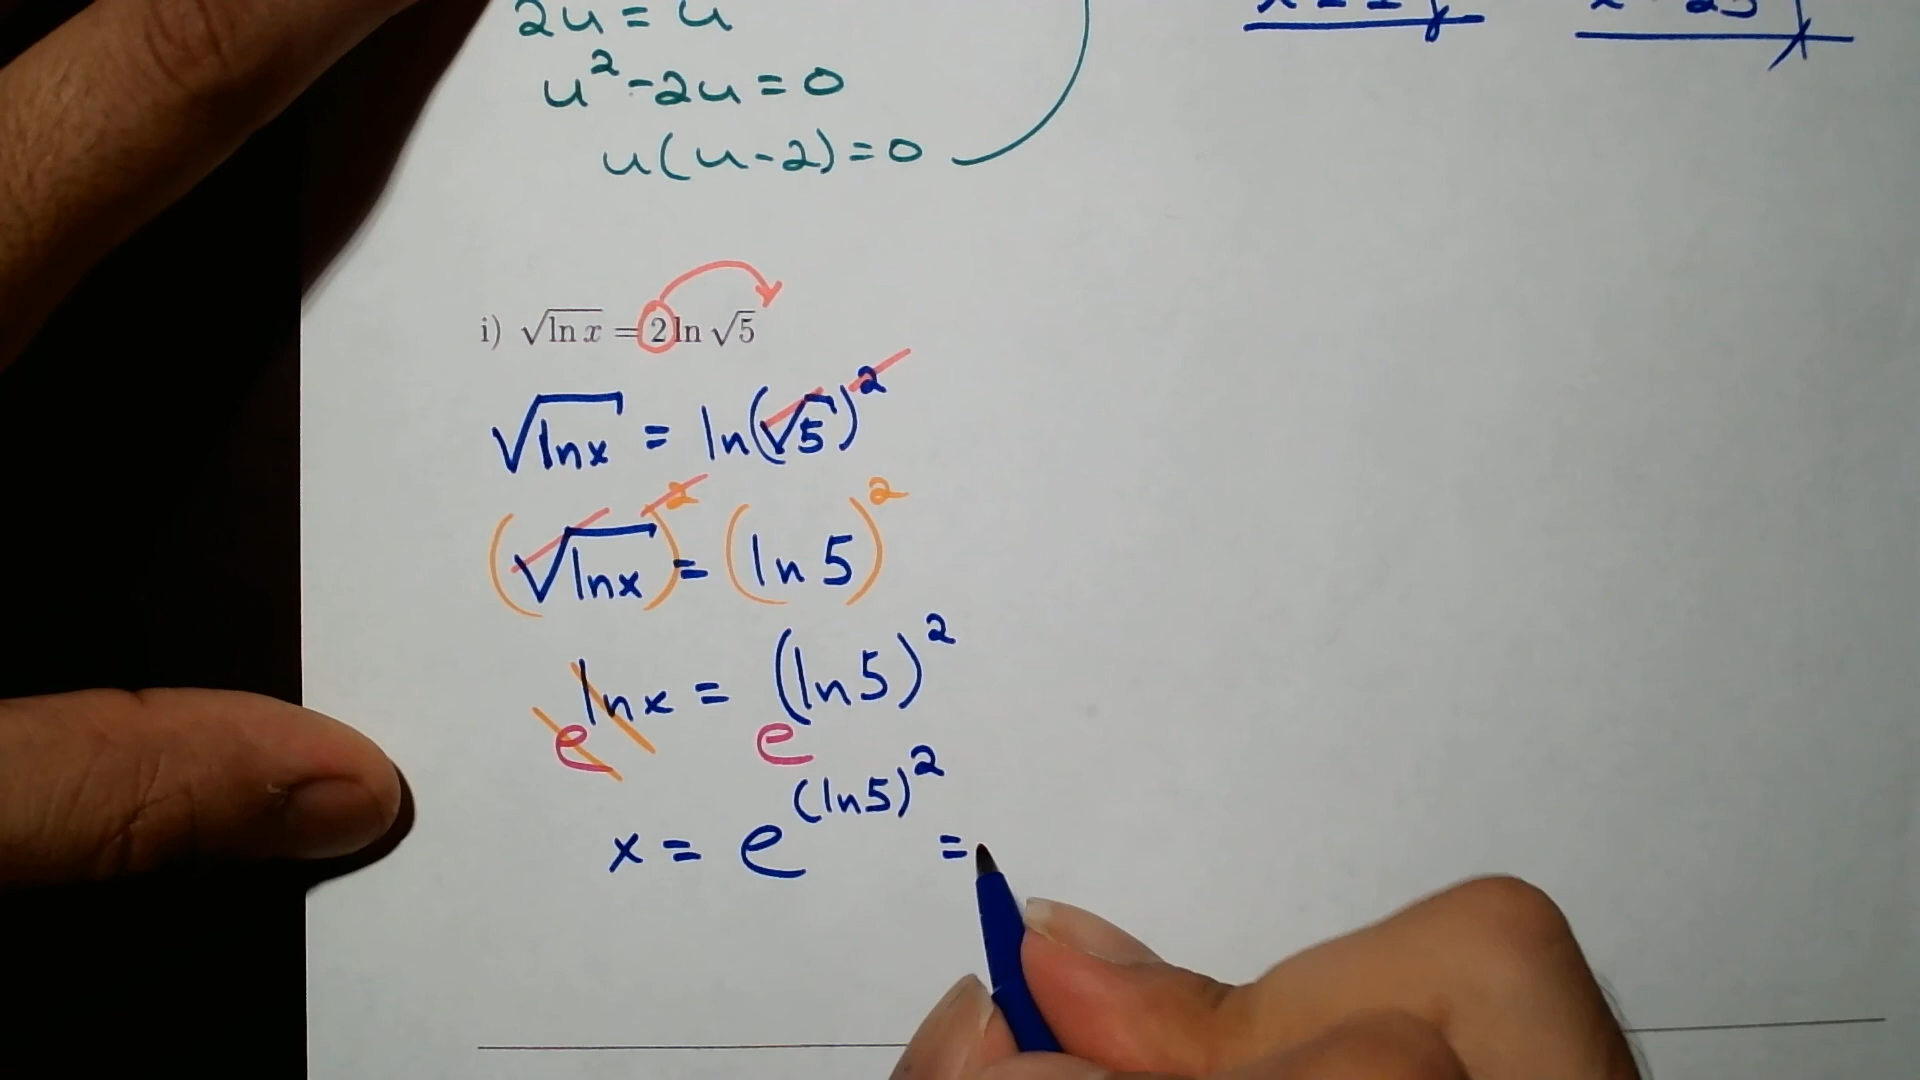 2u = u
u² - 2u = 0
u(u-2) = 0
i) √ln x = 2 ln √5
√lnx = ln(√5)²
(√lnx)² = (ln 5)²
e^lnx = e^(ln5)²
x = e^(ln5)² =